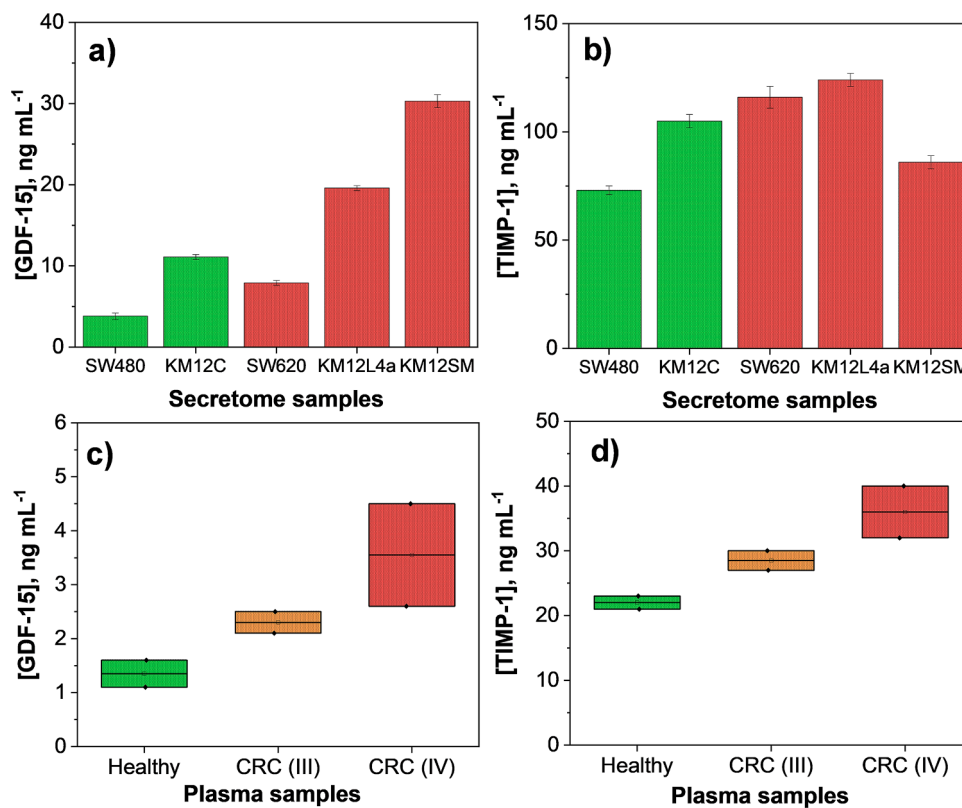 a)
[GDF-15], ng mL⁻¹
40
30
20
10
0
SW480 KM12C SW620 KM12L4a KM12SM
Secretome samples
b)
[TIMP-1], ng mL⁻¹
150
100
50
0
SW480 KM12C SW620 KM12L4a KM12SM
Secretome samples
c)
[GDF-15], ng mL⁻¹
6
5
4
3
2
1
0
Healthy CRC (III) CRC (IV)
Plasma samples
d)
[TIMP-1], ng mL⁻¹
50
40
30
20
10
0
Healthy CRC (III) CRC (IV)
Plasma samples